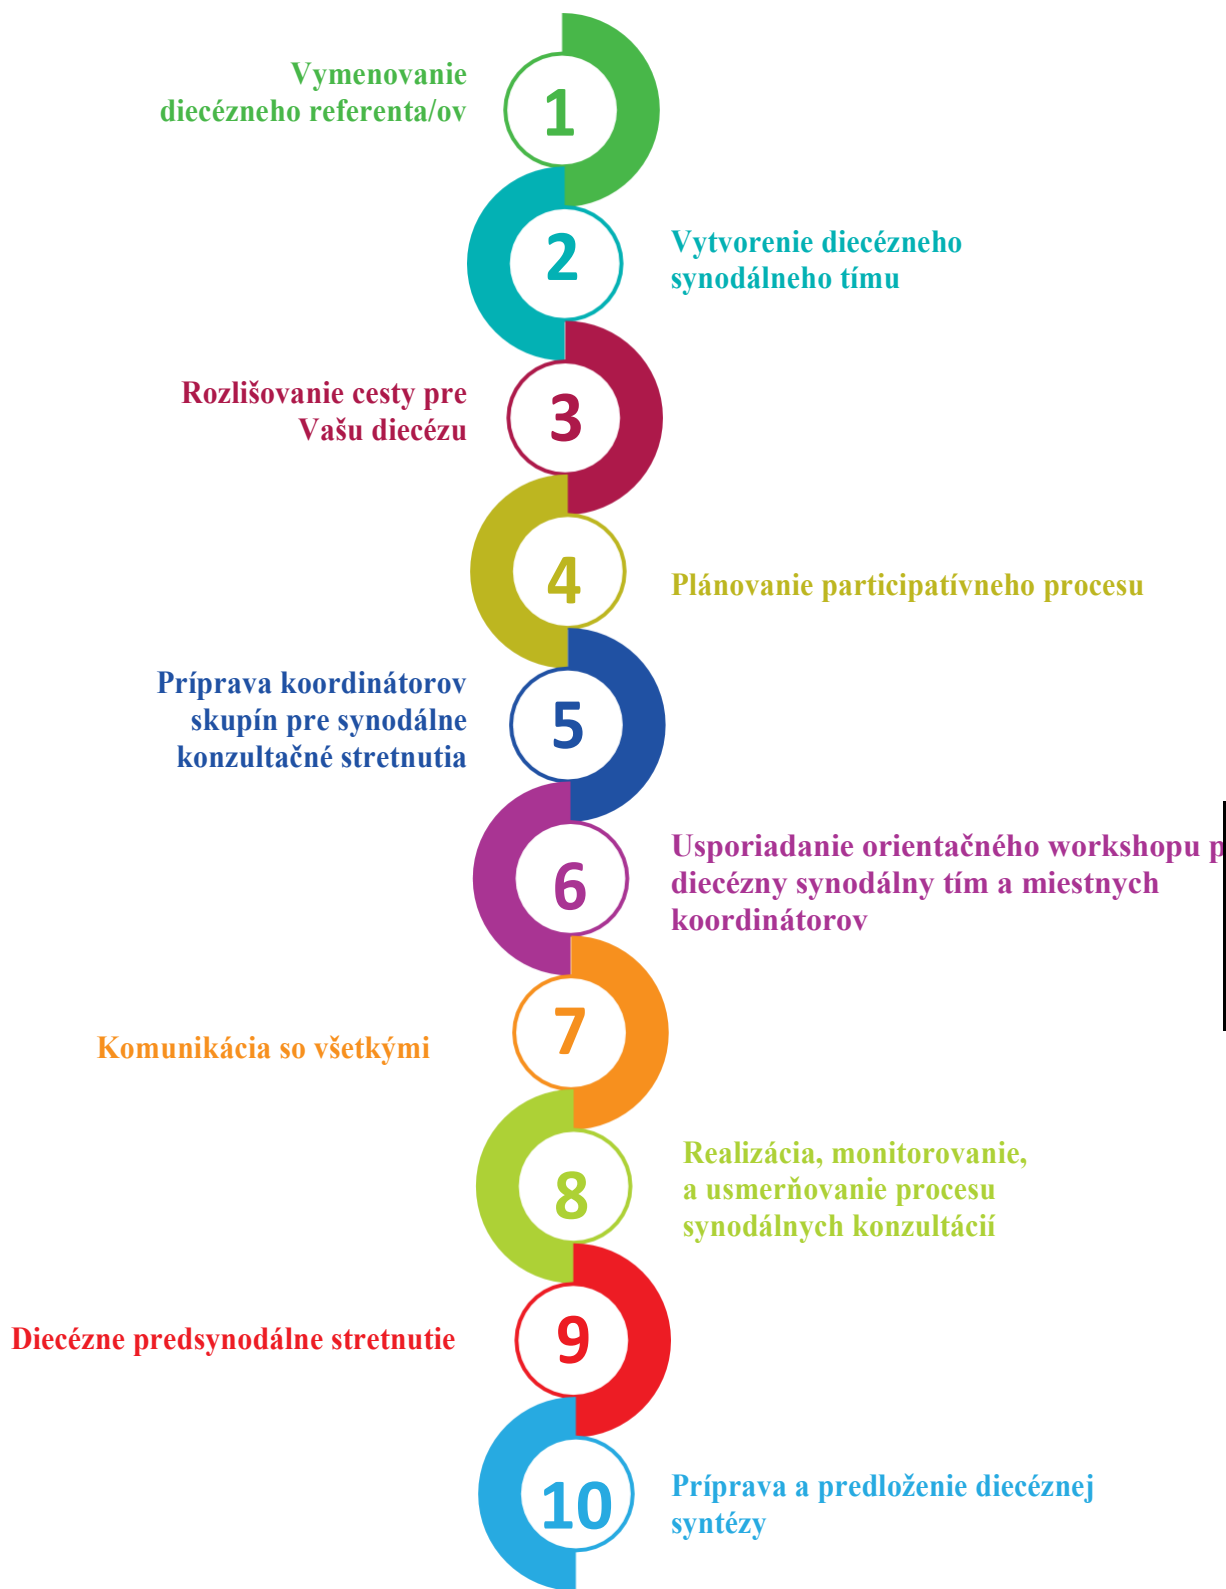 Vymenovanie
diecézneho referenta/ov
1
2
Vytvorenie diecézneho
synodálneho tímu
Rozlišovanie cesty pre
Vašu diecézu
3
4
Plánovanie participatívneho procesu
Príprava koordinátorov
skupín pre synodálne
konzultačné stretnutia
5
6
Usporiadanie orientačného workshopu
diecézny synodálny tím a miestnych
koordinátorov
Komunikácia so všetkými
7
8
Realizácia, monitorovanie,
a usmerňovanie procesu
synodálnych konzultácií
Diecézne predsynodálne stretnutie
9
10
Príprava a predloženie diecéznej
syntézy